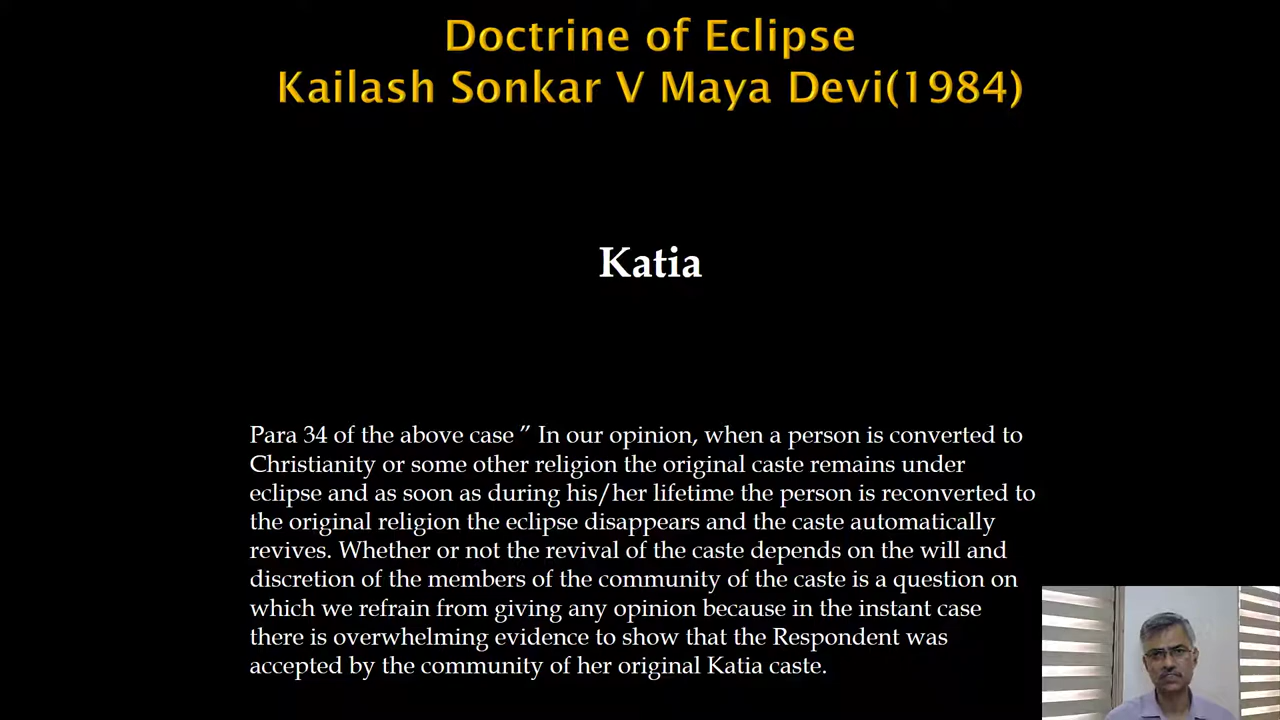 Doctrine of Eclipse
Kailash Sonkar V Maya Devi(1984)
Katia
Para 34 of the above case ” In our opinion, when a person is converted to
Christianity or some other religion the original caste remains under
eclipse and as soon as during his/her lifetime the person is reconverted to
the original religion the eclipse disappears and the caste automatically
revives. Whether or not the revival of the caste depends on the will and
discretion of the members of the community of the caste is a question on
which we refrain from giving any opinion because in the instant case
there is overwhelming evidence to show that the Respondent was
accepted by the community of her original Katia caste.